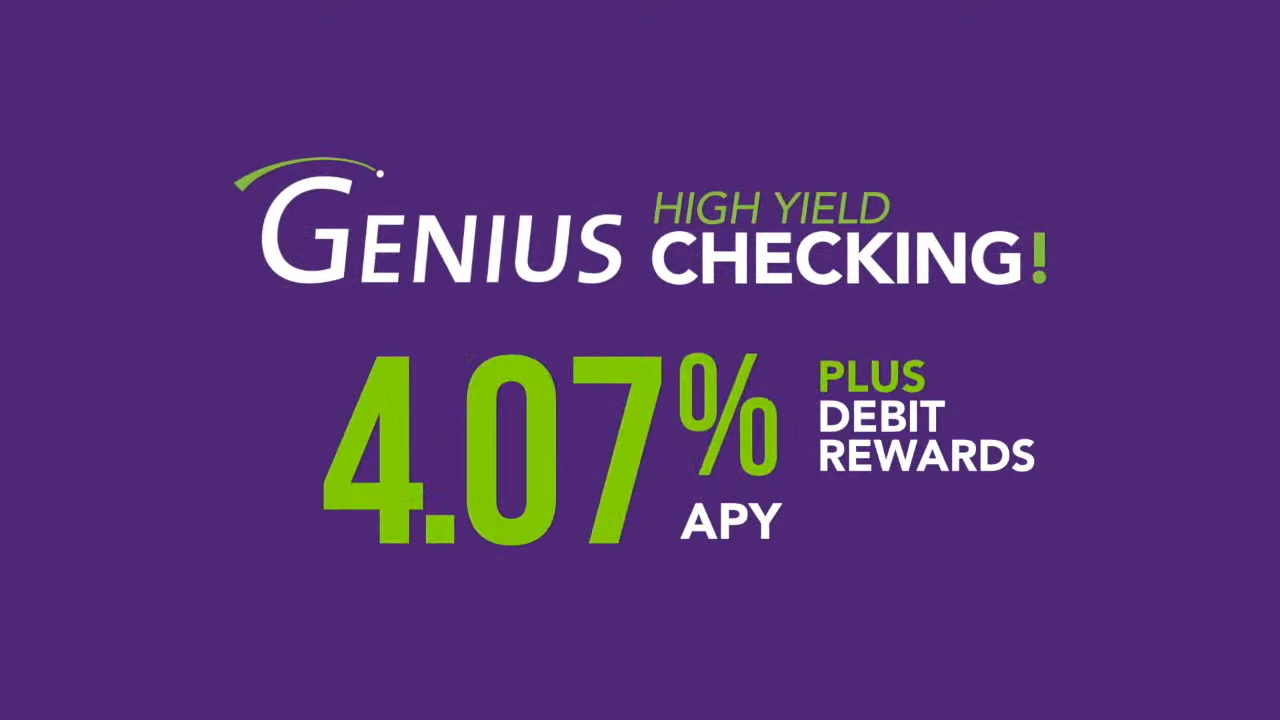 GENIUS HIGH YIELD
CHECKING!
4.07% PLUS
DEBIT
REWARDS
APY